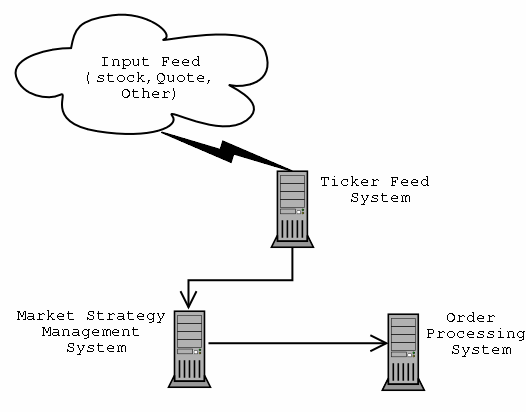 Input Feed
( stock, Quote,
Other)
Ticker Feed
System
Market Strategy
Management
System
Order
Processing
System